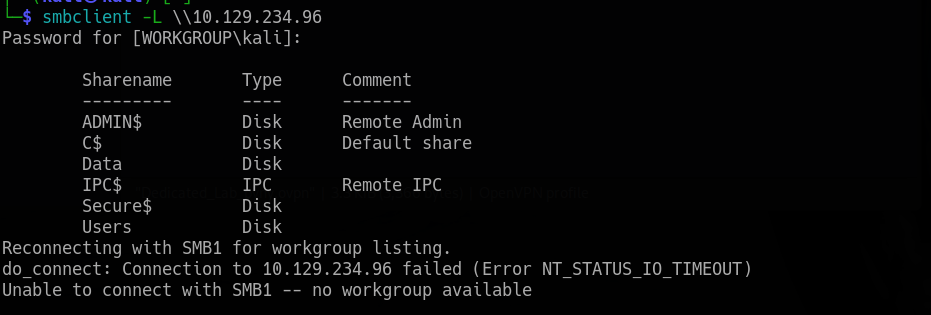 └─$ smbclient -L \\10.129.234.96
Password for [WORKGROUP\kali]:
Sharename Type Comment
--------- ---- -------
ADMIN$ Disk Remote Admin
C$ Disk Default share
Data Disk
IPC$ IPC Remote IPC
Secure$ Disk
Users Disk
Reconnecting with SMB1 for workgroup listing.
do_connect: Connection to 10.129.234.96 failed (Error NT_STATUS_IO_TIMEOUT)
Unable to connect with SMB1 -- no workgroup available